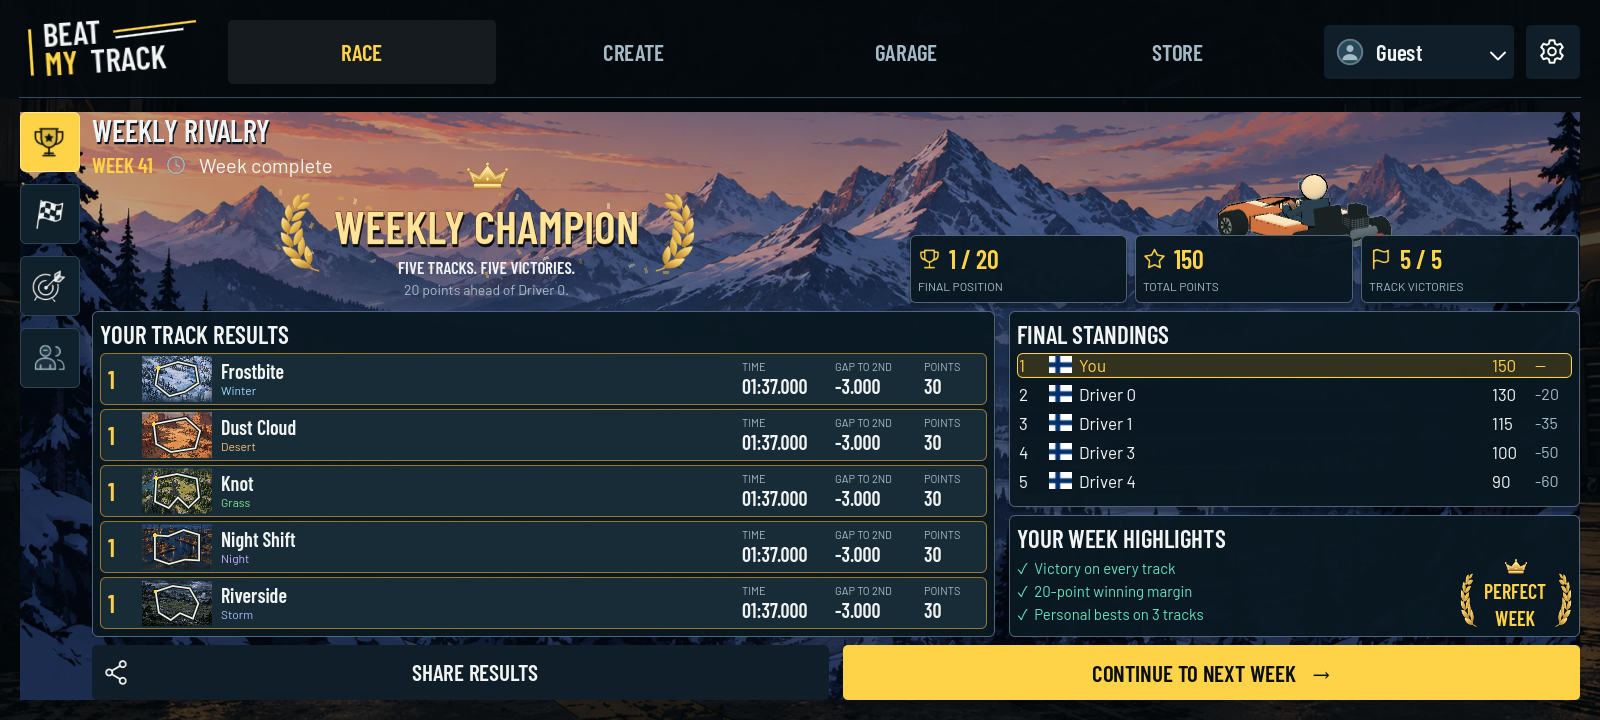 BEAT
MY TRACK
RACE
CREATE
GARAGE
STORE
Guest
WEEKLY RIVALRY
WEEK 41 Week complete
WEEKLY CHAMPION
FIVE TRACKS. FIVE VICTORIES.
20 points ahead of Driver 0.
1 / 20
FINAL POSITION
150
TOTAL POINTS
5 / 5
TRACK VICTORIES
YOUR TRACK RESULTS
1 Frostbite
Winter
TIME GAP TO 2ND POINTS
01:37.000 -3.000 30
1 Dust Cloud
Desert
TIME GAP TO 2ND POINTS
01:37.000 -3.000 30
1 Knot
Grass
TIME GAP TO 2ND POINTS
01:37.000 -3.000 30
1 Night Shift
Night
TIME GAP TO 2ND POINTS
01:37.000 -3.000 30
1 Riverside
Storm
TIME GAP TO 2ND POINTS
01:37.000 -3.000 30
FINAL STANDINGS
1 You 150 —
2 Driver 0 130 -20
3 Driver 1 115 -35
4 Driver 3 100 -50
5 Driver 4 90 -60
YOUR WEEK HIGHLIGHTS
✓ Victory on every track
✓ 20-point winning margin
✓ Personal bests on 3 tracks
PERFECT
WEEK
SHARE RESULTS
CONTINUE TO NEXT WEEK →